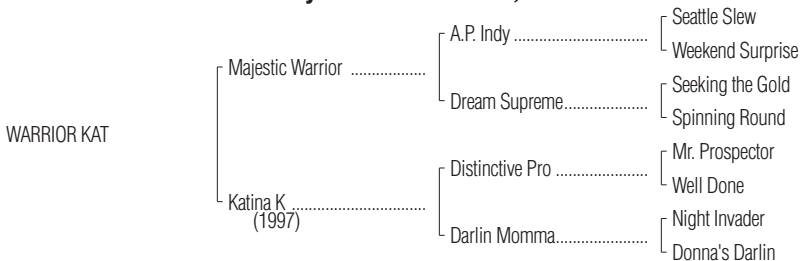 Seattle Slew
A.P. Indy ................................
Weekend Surprise
Majestic Warrior ..................
Seeking the Gold
Dream Supreme....................
Spinning Round
WARRIOR KAT
Mr. Prospector
Distinctive Pro ......................
Well Done
Katina K ................................
(1997)
Night Invader
Darlin Momma......................
Donna's Darlin